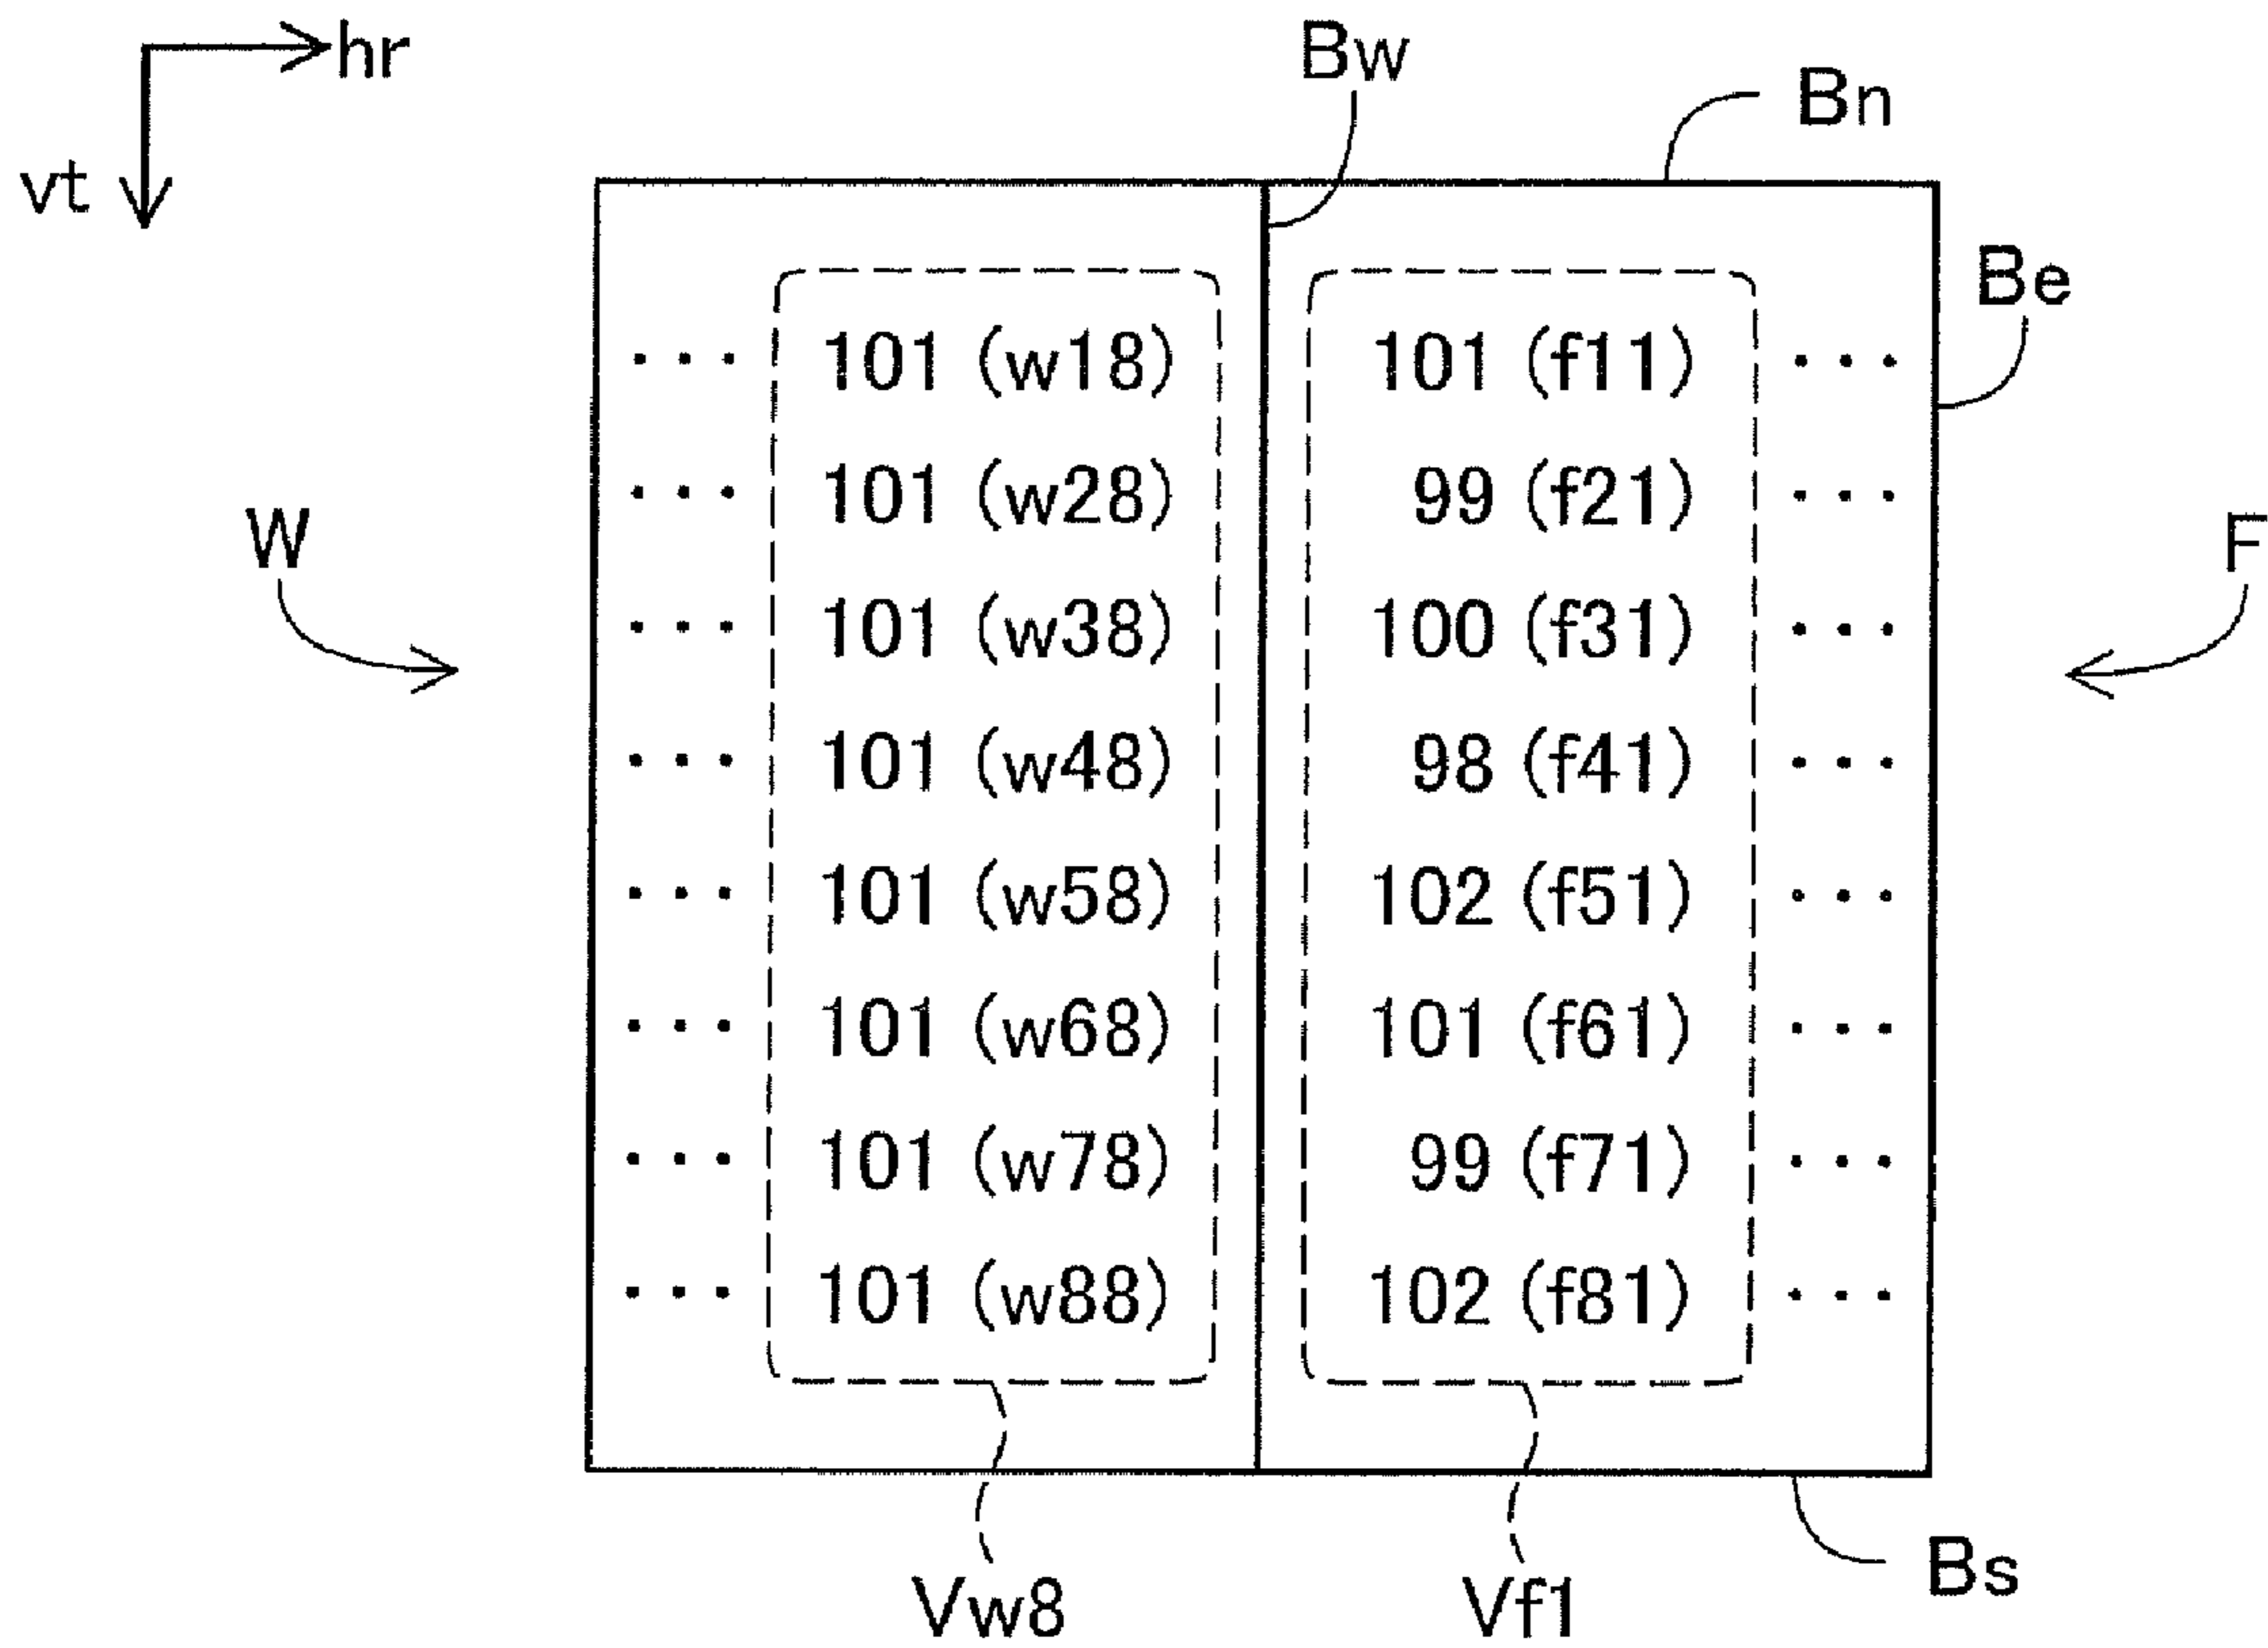 hr
vt
Bw
Bn
Be
W
F
... 101 (w18) 101 (f11) ...
... 101 (w28) 99 (f21) ...
... 101 (w38) 100 (f31) ...
... 101 (w48) 98 (f41) ...
... 101 (w58) 102 (f51) ...
... 101 (w68) 101 (f61) ...
... 101 (w78) 99 (f71) ...
... 101 (w88) 102 (f81) ...
Vw8
Vf1
Bs